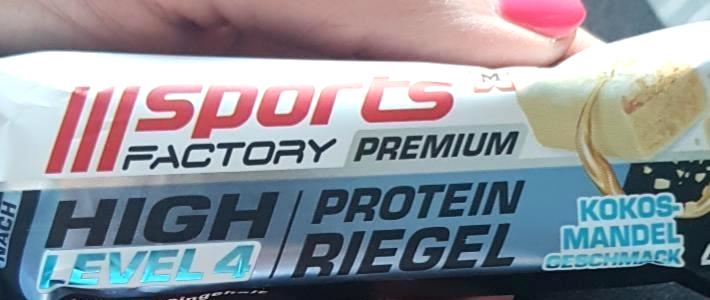 sports
FACTORY PREMIUM
HIGH PROTEIN
LEVEL 4 RIEGEL
KOKOS-
MANDEL
GESCHMACK